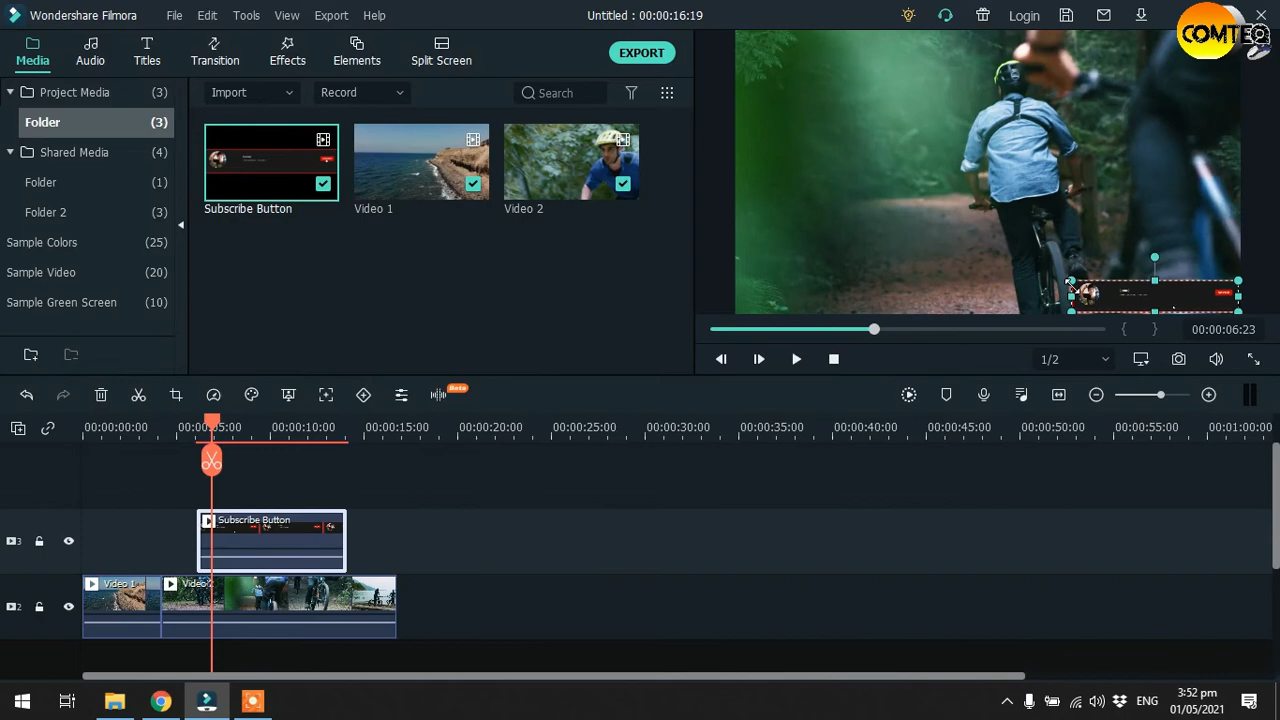 Wondershare Filmora
File
Edit
Tools
View
Export
Help
Untitled : 00:00:16:19
Login
COMTEQ
Media
Audio
Titles
Transition
Effects
Elements
Split Screen
EXPORT
Project Media (3)
Folder (3)
Shared Media (4)
Folder (1)
Folder 2 (3)
Sample Colors (25)
Sample Video (20)
Sample Green Screen (10)
Import
Record
Search
Subscribe Button
Video 1
Video 2
00:00:06:23
1/2
Beta
00:00:00:00
00:00:05:00
00:00:10:00
00:00:15:00
00:00:20:00
00:00:25:00
00:00:30:00
00:00:35:00
00:00:40:00
00:00:45:00
00:00:50:00
00:00:55:00
00:01:00:00
Subscribe Button
3
Video 1
Video 2
2
ENG
3:52 pm
01/05/2021